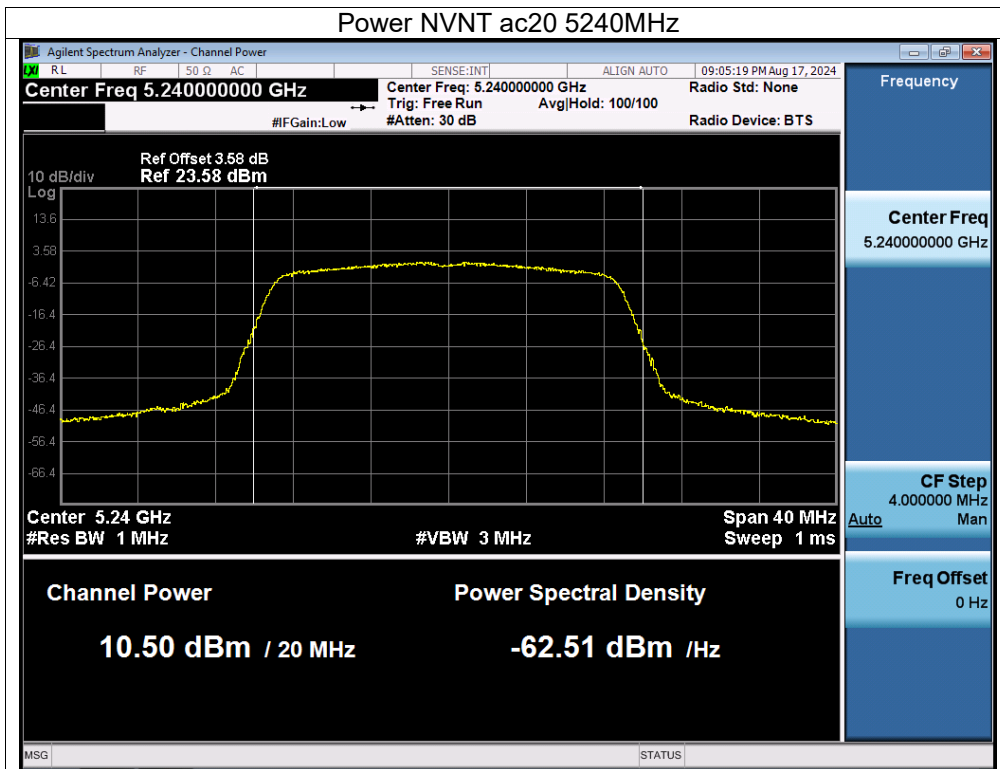 Power NVNT ac20 5240MHz
Agilent Spectrum Analyzer - Channel Power
LXI RL RF 50 Ω AC SENSE:INT ALIGN AUTO 09:05:19 PM Aug 17, 2024
Center Freq 5.240000000 GHz
#IFGain:Low
Center Freq: 5.240000000 GHz
Trig: Free Run Avg|Hold: 100/100
#Atten: 30 dB
Radio Std: None
Radio Device: BTS
Ref Offset 3.58 dB
10 dB/div Ref 23.58 dBm
Log
13.6
3.58
-6.42
-16.4
-26.4
-36.4
-46.4
-56.4
-66.4
Center 5.24 GHz Span 40 MHz
#Res BW 1 MHz #VBW 3 MHz Sweep 1 ms
Channel Power Power Spectral Density
10.50 dBm / 20 MHz -62.51 dBm /Hz
Frequency
Center Freq
5.240000000 GHz
CF Step
4.000000 MHz
Auto Man
Freq Offset
0 Hz
MSG STATUS